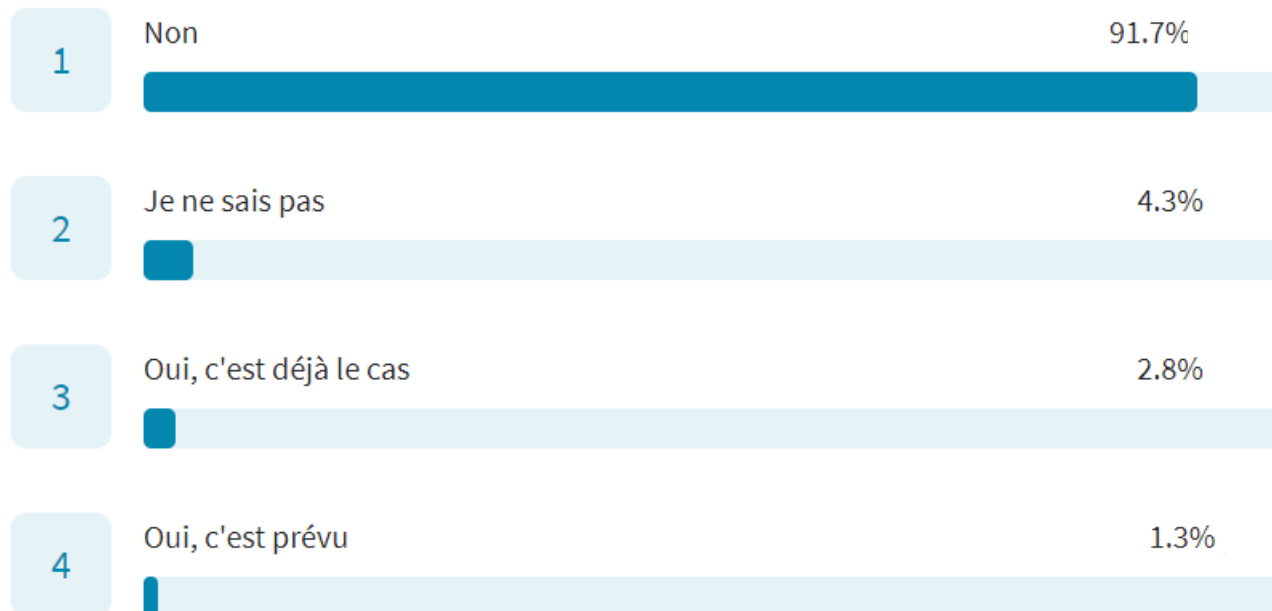 1
Non 91.7%
2
Je ne sais pas 4.3%
3
Oui, c'est déjà le cas 2.8%
4
Oui, c'est prévu 1.3%